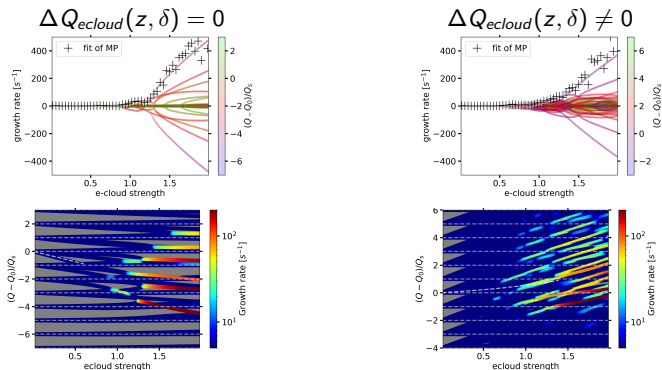 ΔQ_ecloud(z, δ) = 0
ΔQ_ecloud(z, δ) ≠ 0
growth rate [s⁻¹]
400
200
0
−200
−400
+ fit of MP
0.5 1.0 1.5
e-cloud strength
2
0
−2
−4
−6
(Q − Q₀)/Qₛ
growth rate [s⁻¹]
400
200
0
−200
−400
+ fit of MP
0.5 1.0 1.5
e-cloud strength
2
0
−2
−4
−6
(Q − Q₀)/Qₛ
(Q − Q₀)/Qₛ
2
0
−2
−4
−6
0.5 1.0 1.5
ecloud strength
10²
10¹
Growth rate [s⁻¹]
(Q − Q₀)/Qₛ
6
4
2
0
−2
−4
0.5 1.0 1.5
ecloud strength
10²
10¹
Growth rate [s⁻¹]